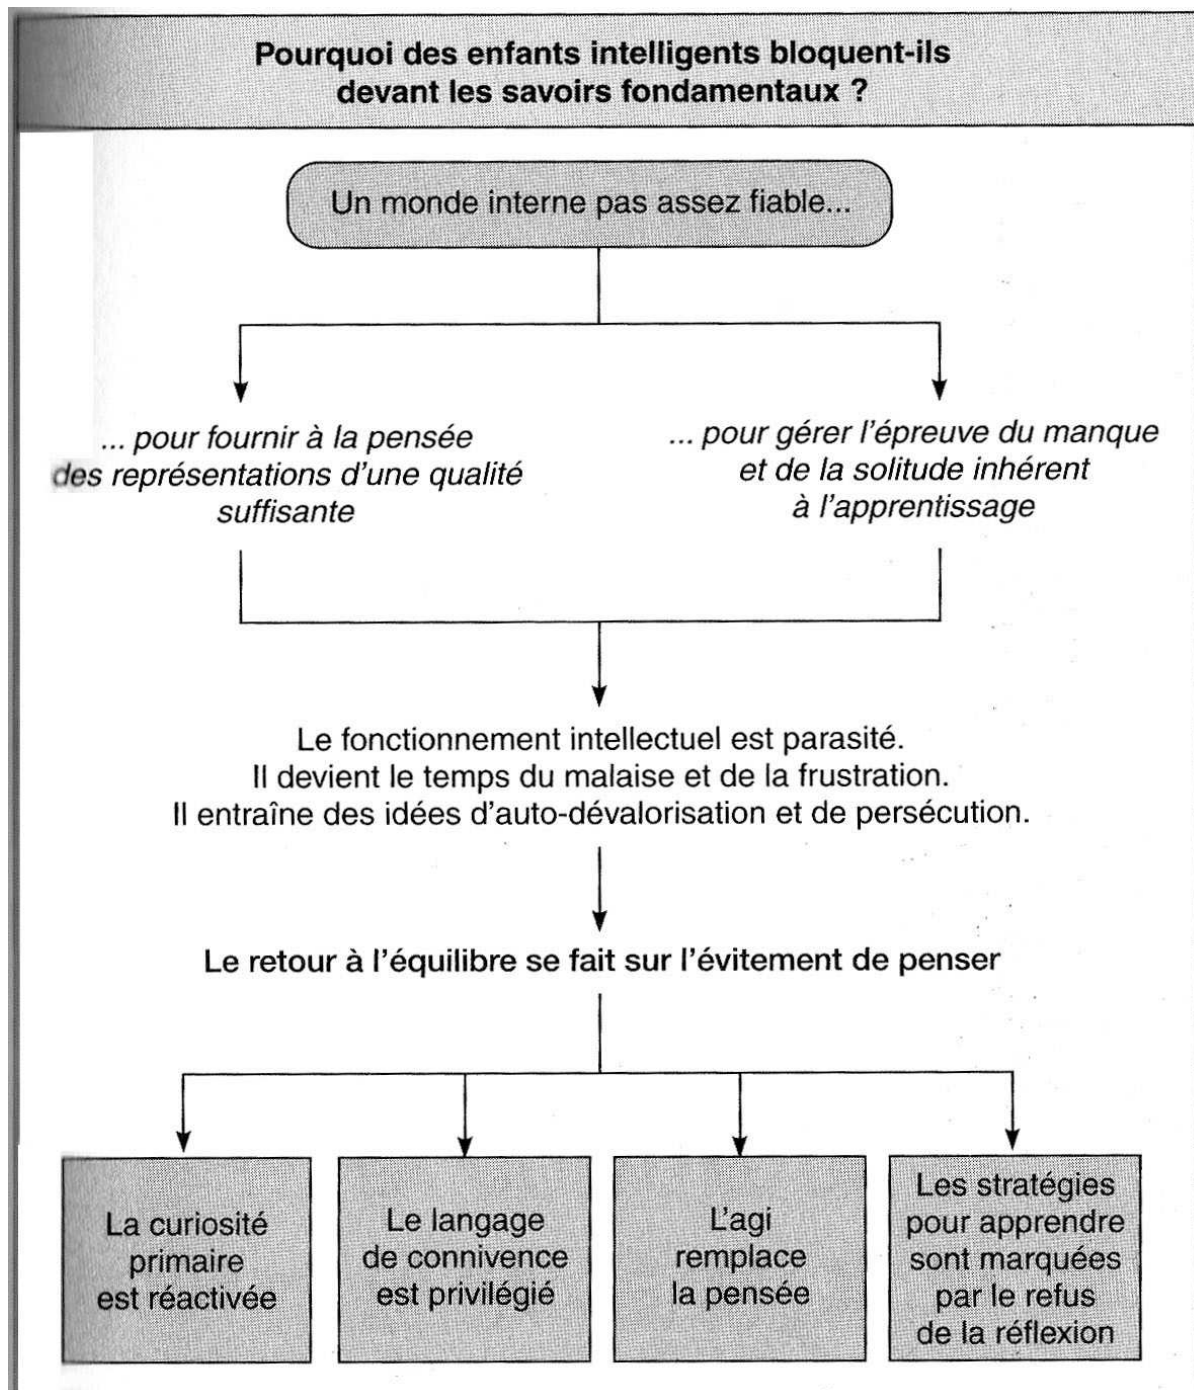 Pourquoi des enfants intelligents bloquent-ils
devant les savoirs fondamentaux ?
Un monde interne pas assez fiable...
... pour fournir à la pensée
des représentations d'une qualité
suffisante
... pour gérer l'épreuve du manque
et de la solitude inhérent
à l'apprentissage
Le fonctionnement intellectuel est parasité.
Il devient le temps du malaise et de la frustration.
Il entraîne des idées d'auto-dévalorisation et de persécution.
Le retour à l'équilibre se fait sur l'évitement de penser
La curiosité
primaire
est réactivée
Le langage
de connivence
est privilégié
L'agi
remplace
la pensée
Les stratégies
pour apprendre
sont marquées
par le refus
de la réflexion